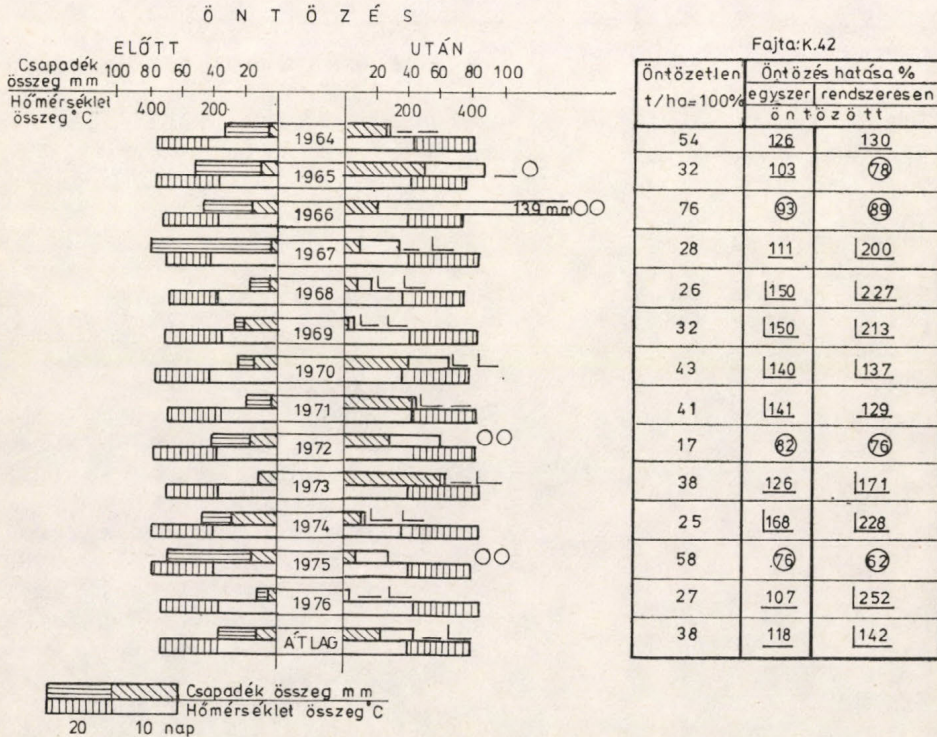 ÖNTÖZÉS
ELŐTT UTÁN
Csapadék összeg mm 100 80 60 40 20 20 40 60 80 100
Hőmérséklet összeg °C 400 200 200 400
1964
1965
1966 139 mm
1967
1968
1969
1970
1971
1972
1973
1974
1975
1976
ÁTLAG
Csapadék összeg mm
Hőmérséklet összeg °C
20 10 nap
Fajta: K.42
Öntözetlen Öntözés hatása %
t/ha=100% egyszer rendszeresen
öntözött
54 126 130
32 103 78
76 93 89
28 111 200
26 150 227
32 150 213
43 140 137
41 141 129
17 82 76
38 126 171
25 168 228
58 76 62
27 107 252
38 118 142